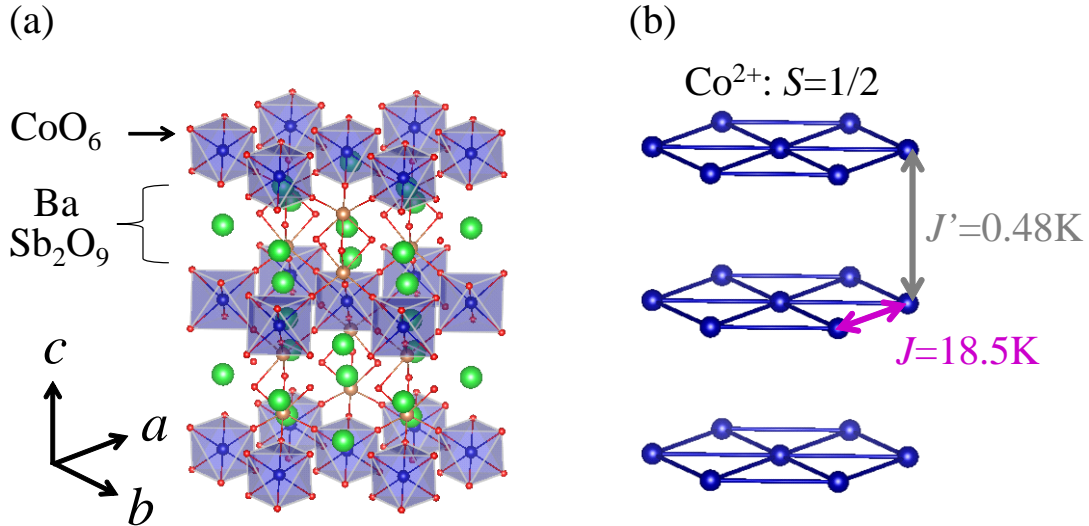 (a)
CoO₆
Ba
Sb₂O₉
c
a
b
(b)
Co²⁺: S=1/2
J’=0.48K
J=18.5K